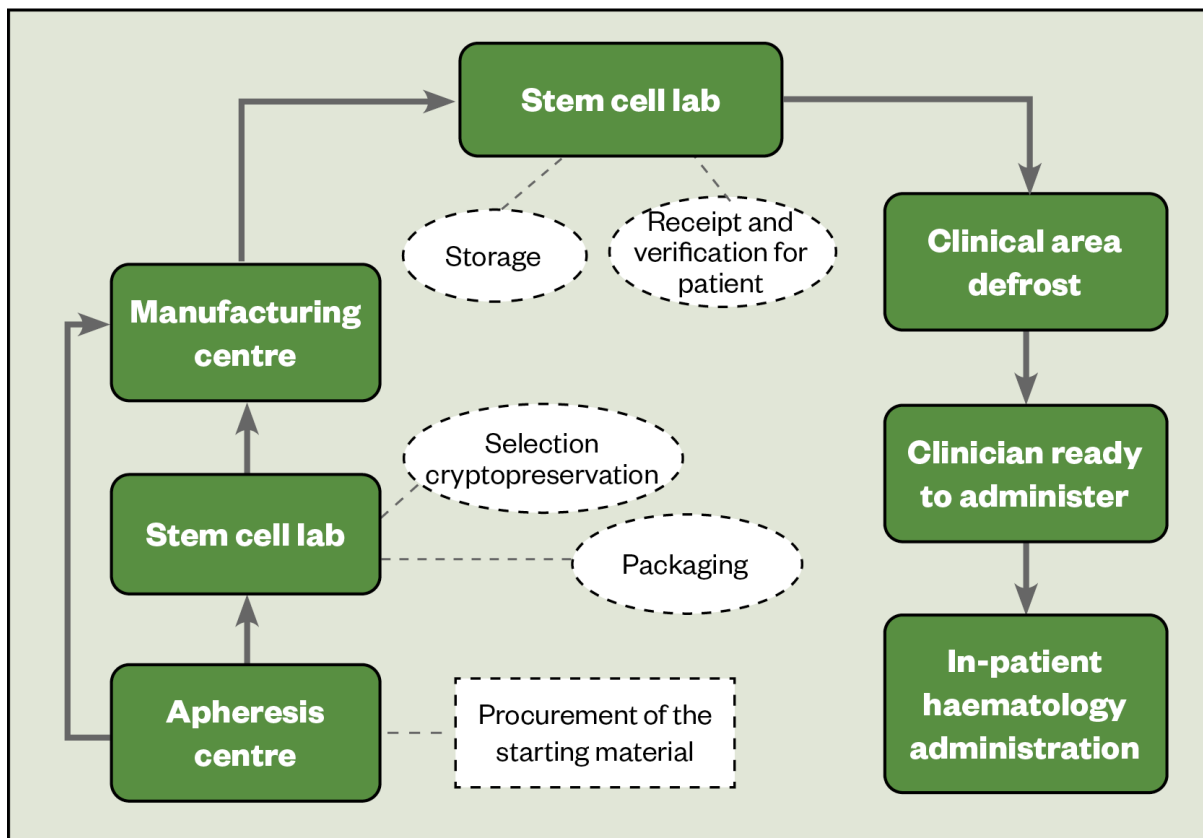 Stem cell lab
Storage
Receipt and
verification for
patient
Clinical area
defrost
Manufacturing
centre
Selection
cryptopreservation
Clinician ready
to administer
Stem cell lab
Packaging
Apheresis
centre
Procurement of the
starting material
In-patient
haematology
administration